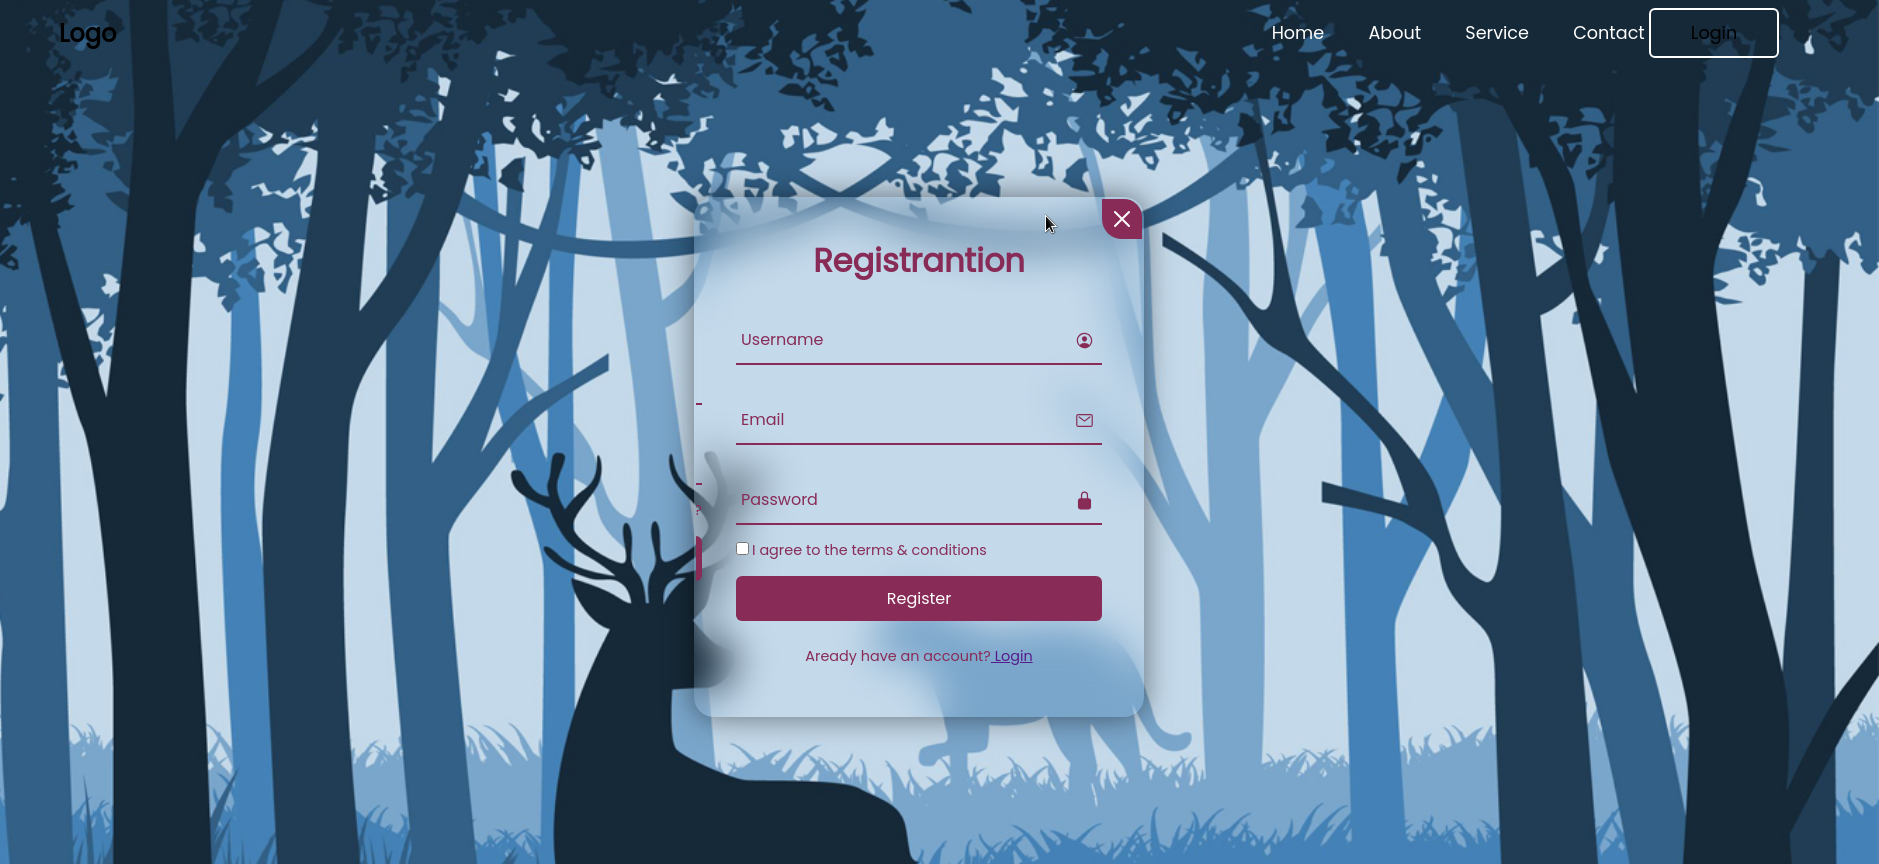 Logo
Home About Service Contact Login
Registrantion
Username
Email
Password
?
I agree to the terms & conditions
Register
Aready have an account? Login